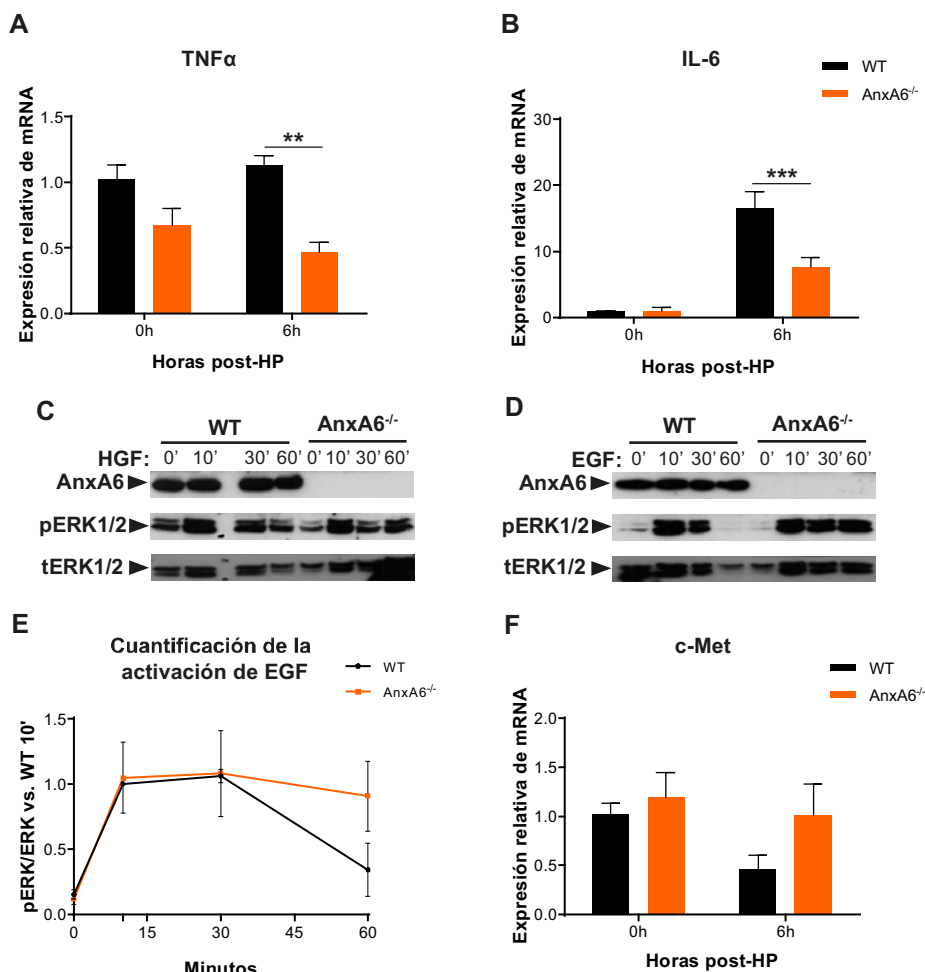 A
TNFα
Expresión relativa de mRNA
1.5
1.0
0.5
0.0
**
0h
6h
Horas post-HP
B
IL-6
WT
AnxA6-/-
Expresión relativa de mRNA
30
20
10
0
***
0h
6h
Horas post-HP
C
WT
AnxA6-/-
HGF: 0' 10' 30' 60' 0' 10' 30' 60'
AnxA6
pERK1/2
tERK1/2
D
WT
AnxA6-/-
EGF: 0' 10' 30' 60' 0' 10' 30' 60'
AnxA6
pERK1/2
tERK1/2
E
Cuantificación de la
activación de EGF
WT
AnxA6-/-
pERK/ERK vs. WT 10'
1.5
1.0
0.5
0.0
0 15 30 45 60
Minutos
F
c-Met
WT
AnxA6-/-
Expresión relativa de mRNA
2.0
1.5
1.0
0.5
0.0
0h
6h
Horas post-HP